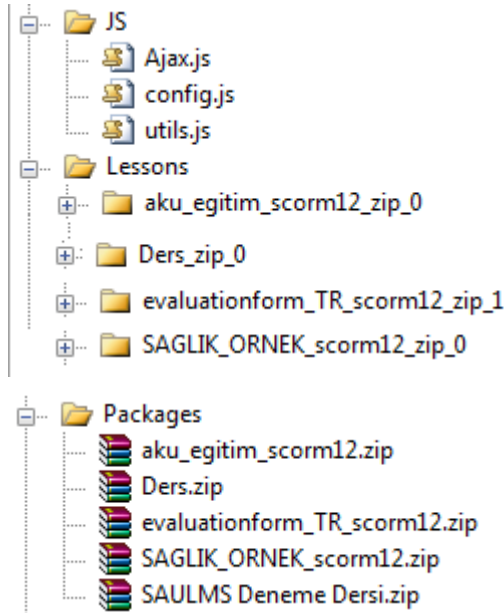 JS
Ajax.js
config.js
utils.js
Lessons
aku_egitim_scorm12_zip_0
Ders_zip_0
evaluationform_TR_scorm12_zip_1
SAGLIK_ORNEK_scorm12_zip_0
Packages
aku_egitim_scorm12.zip
Ders.zip
evaluationform_TR_scorm12.zip
SAGLIK_ORNEK_scorm12.zip
SAULMS Deneme Dersi.zip